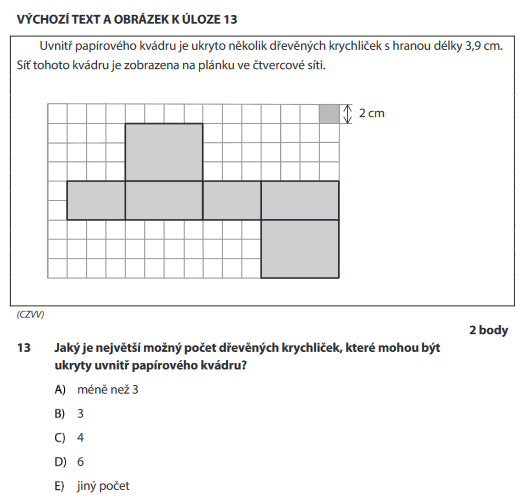 VÝCHOZÍ TEXT A OBRÁZEK K ÚLOZE 13
Uvnitř papírového kvádru je ukryto několik dřevěných krychliček s hranou délky 3,9 cm.
Síť tohoto kvádru je zobrazena na plánku ve čtvercové síti.
2 cm
(CZVV)
2 body
13 Jaký je největší možný počet dřevěných krychliček, které mohou být
ukryty uvnitř papírového kvádru?
A) méně než 3
B) 3
C) 4
D) 6
E) jiný počet